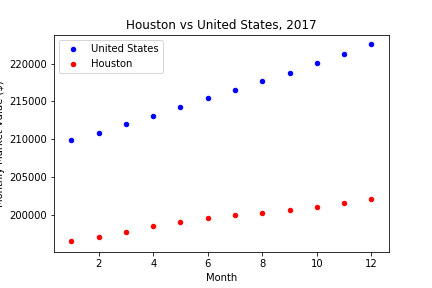 Houston vs United States, 2017
United States
Houston
220000
215000
210000
205000
200000
Market Value ($)
2
4
6
8
10
12
Month